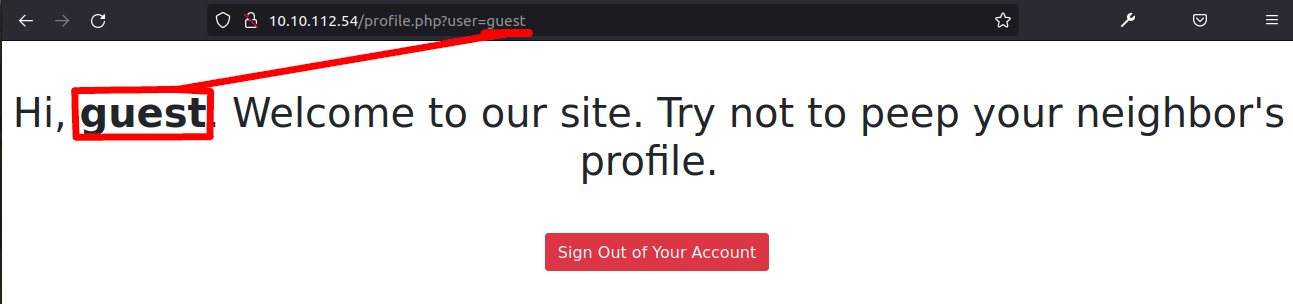 10.10.112.54/profile.php?user=guest
Hi, guest. Welcome to our site. Try not to peep your neighbor's
profile.
Sign Out of Your Account